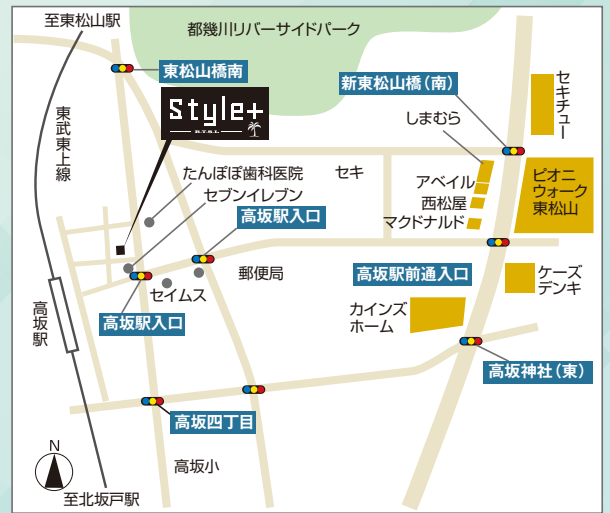 至東松山駅
都幾川リバーサイドパーク
東松山橋南
新東松山橋(南)
セキチュー
Style+
しまむら
東武東上線
たんぽぽ歯科医院
セキ
アベイル
ピオニ
ウォーク
東松山
セブンイレブン
西松屋
高坂駅入口
マクドナルド
郵便局
高坂駅前通入口
ケーズ
デンキ
セイムス
高坂駅
高坂駅入口
カインズ
ホーム
高坂神社(東)
高坂四丁目
N
高坂小
至北坂戸駅